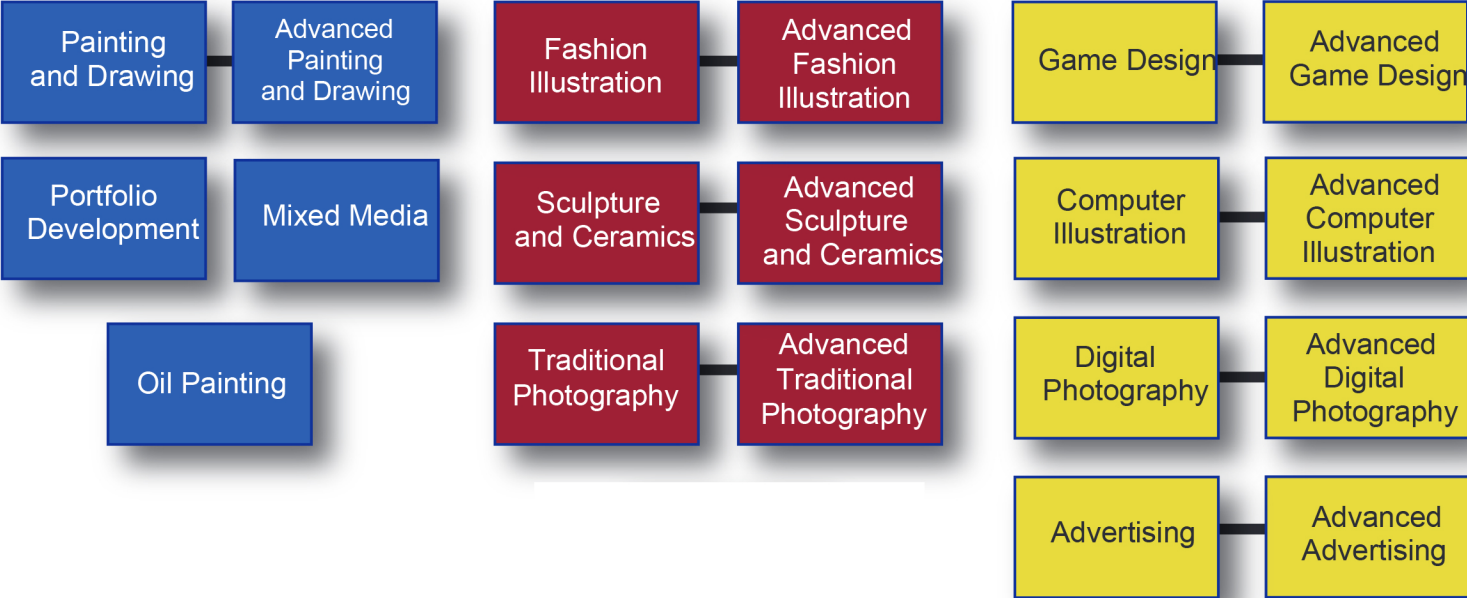 Painting
and Drawing
Advanced
Painting
and Drawing
Portfolio
Development
Mixed Media
Oil Painting
Fashion
Illustration
Advanced
Fashion
Illustration
Sculpture
and Ceramics
Advanced
Sculpture
and Ceramics
Traditional
Photography
Advanced
Traditional
Photography
Game Design
Advanced
Game Design
Computer
Illustration
Advanced
Computer
Illustration
Digital
Photography
Advanced
Digital
Photography
Advertising
Advanced
Advertising